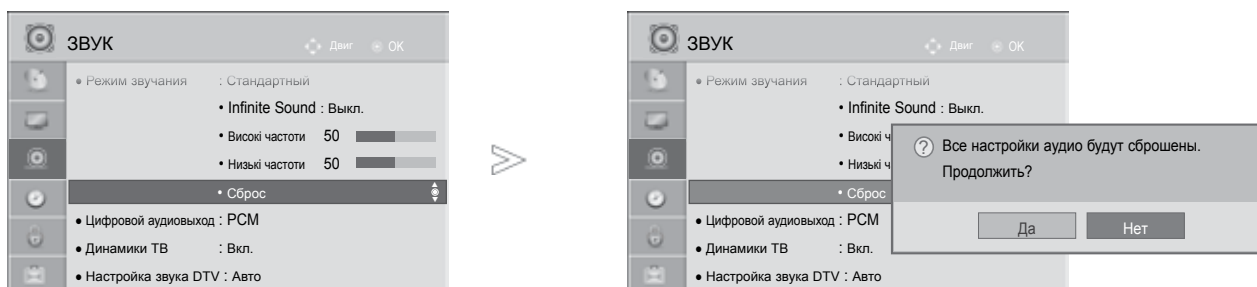 ЗВУК
Двиг OK
• Режим звучания : Стандартный
• Infinite Sound : Выкл.
• Високі частоти 50
• Низькі частоти 50
• Сброс
• Цифровой аудиовыход : PCM
• Динамики ТВ : Вкл.
• Настройка звука DTV : Авто
ЗВУК
Двиг OK
• Режим звучания : Стандартный
• Infinite Sound : Выкл.
• Високі ч
• Низькі ч
• Сброс
• Цифровой аудиовыход : PCM
• Динамики ТВ : Вкл.
• Настройка звука DTV : Авто
? Все настройки аудио будут сброшены.
Продолжить?
Да Нет